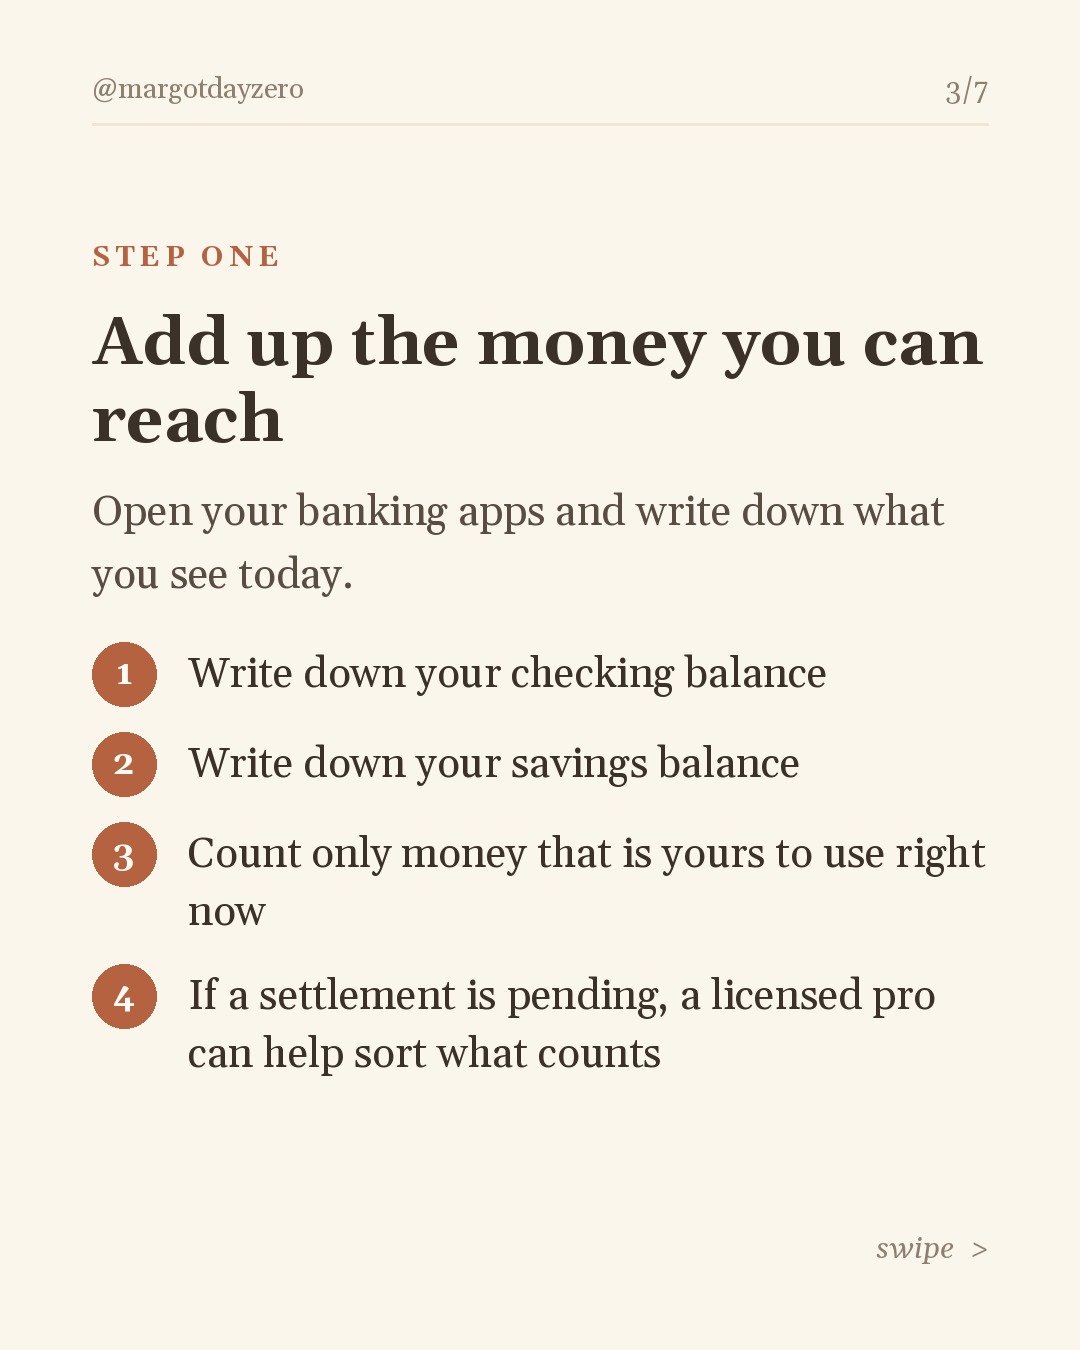 @margotdayzero
3/7
STEP ONE
Add up the money you can
reach
Open your banking apps and write down what
you see today.
1 Write down your checking balance
2 Write down your savings balance
3 Count only money that is yours to use right
now
4 If a settlement is pending, a licensed pro
can help sort what counts
swipe >